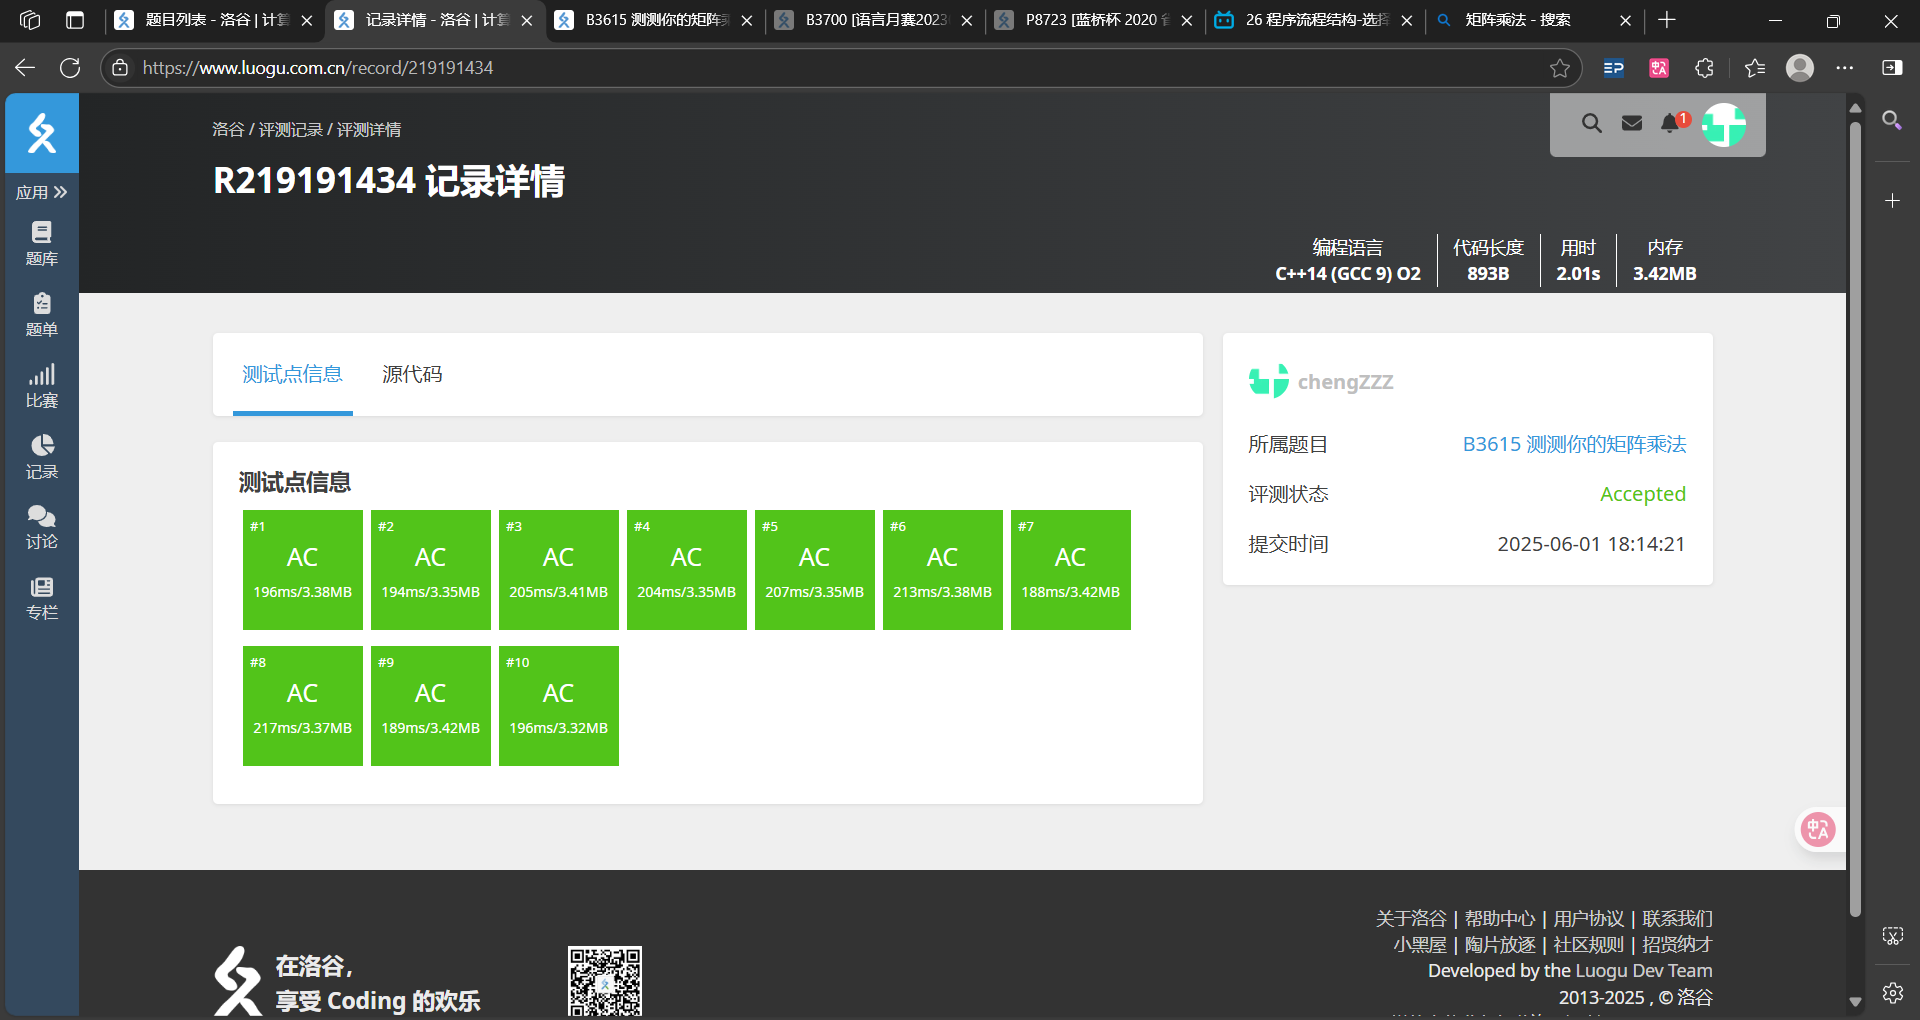 题目列表 - 洛谷 | 计算
记录详情 - 洛谷 | 计算
B3615 测测你的矩阵乘
B3700 [语言月赛2023
P8723 [蓝桥杯 2020 省
26 程序流程结构-选择
矩阵乘法 - 搜索
https://www.luogu.com.cn/record/219191434
洛谷 / 评测记录 / 评测详情
1
R219191434 记录详情
应用
题库
题单
比赛
记录
讨论
专栏
编程语言
C++14 (GCC 9) O2
代码长度
893B
用时
2.01s
内存
3.42MB
测试点信息
源代码
测试点信息
#1
AC
196ms/3.38MB
#2
AC
194ms/3.35MB
#3
AC
205ms/3.41MB
#4
AC
204ms/3.35MB
#5
AC
207ms/3.35MB
#6
AC
213ms/3.38MB
#7
AC
188ms/3.42MB
#8
AC
217ms/3.37MB
#9
AC
189ms/3.42MB
#10
AC
196ms/3.32MB
chengZZZ
所属题目
B3615 测测你的矩阵乘法
评测状态
Accepted
提交时间
2025-06-01 18:14:21
在洛谷，
享受 Coding 的欢乐
关于洛谷 | 帮助中心 | 用户协议 | 联系我们
小黑屋 | 陶片放逐 | 社区规则 | 招贤纳才
Developed by the Luogu Dev Team
2013-2025 , © 洛谷